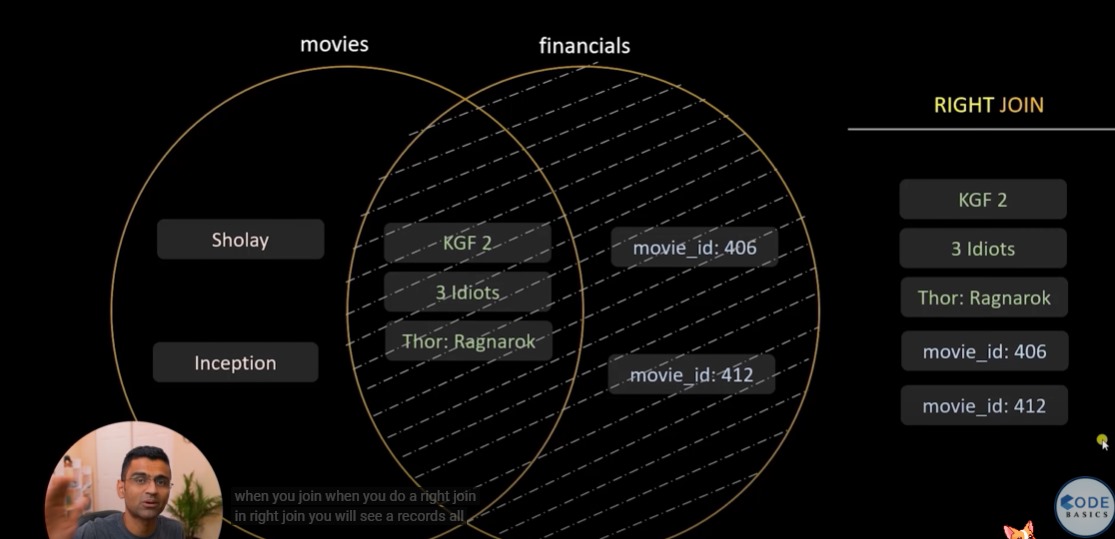 movies
financials
RIGHT JOIN
Sholay
Inception
KGF 2
3 Idiots
Thor: Ragnarok
movie_id: 406
movie_id: 412
KGF 2
3 Idiots
Thor: Ragnarok
movie_id: 406
movie_id: 412
when you join when you do a right join
in right join you will see a records all
CODE
BASICS